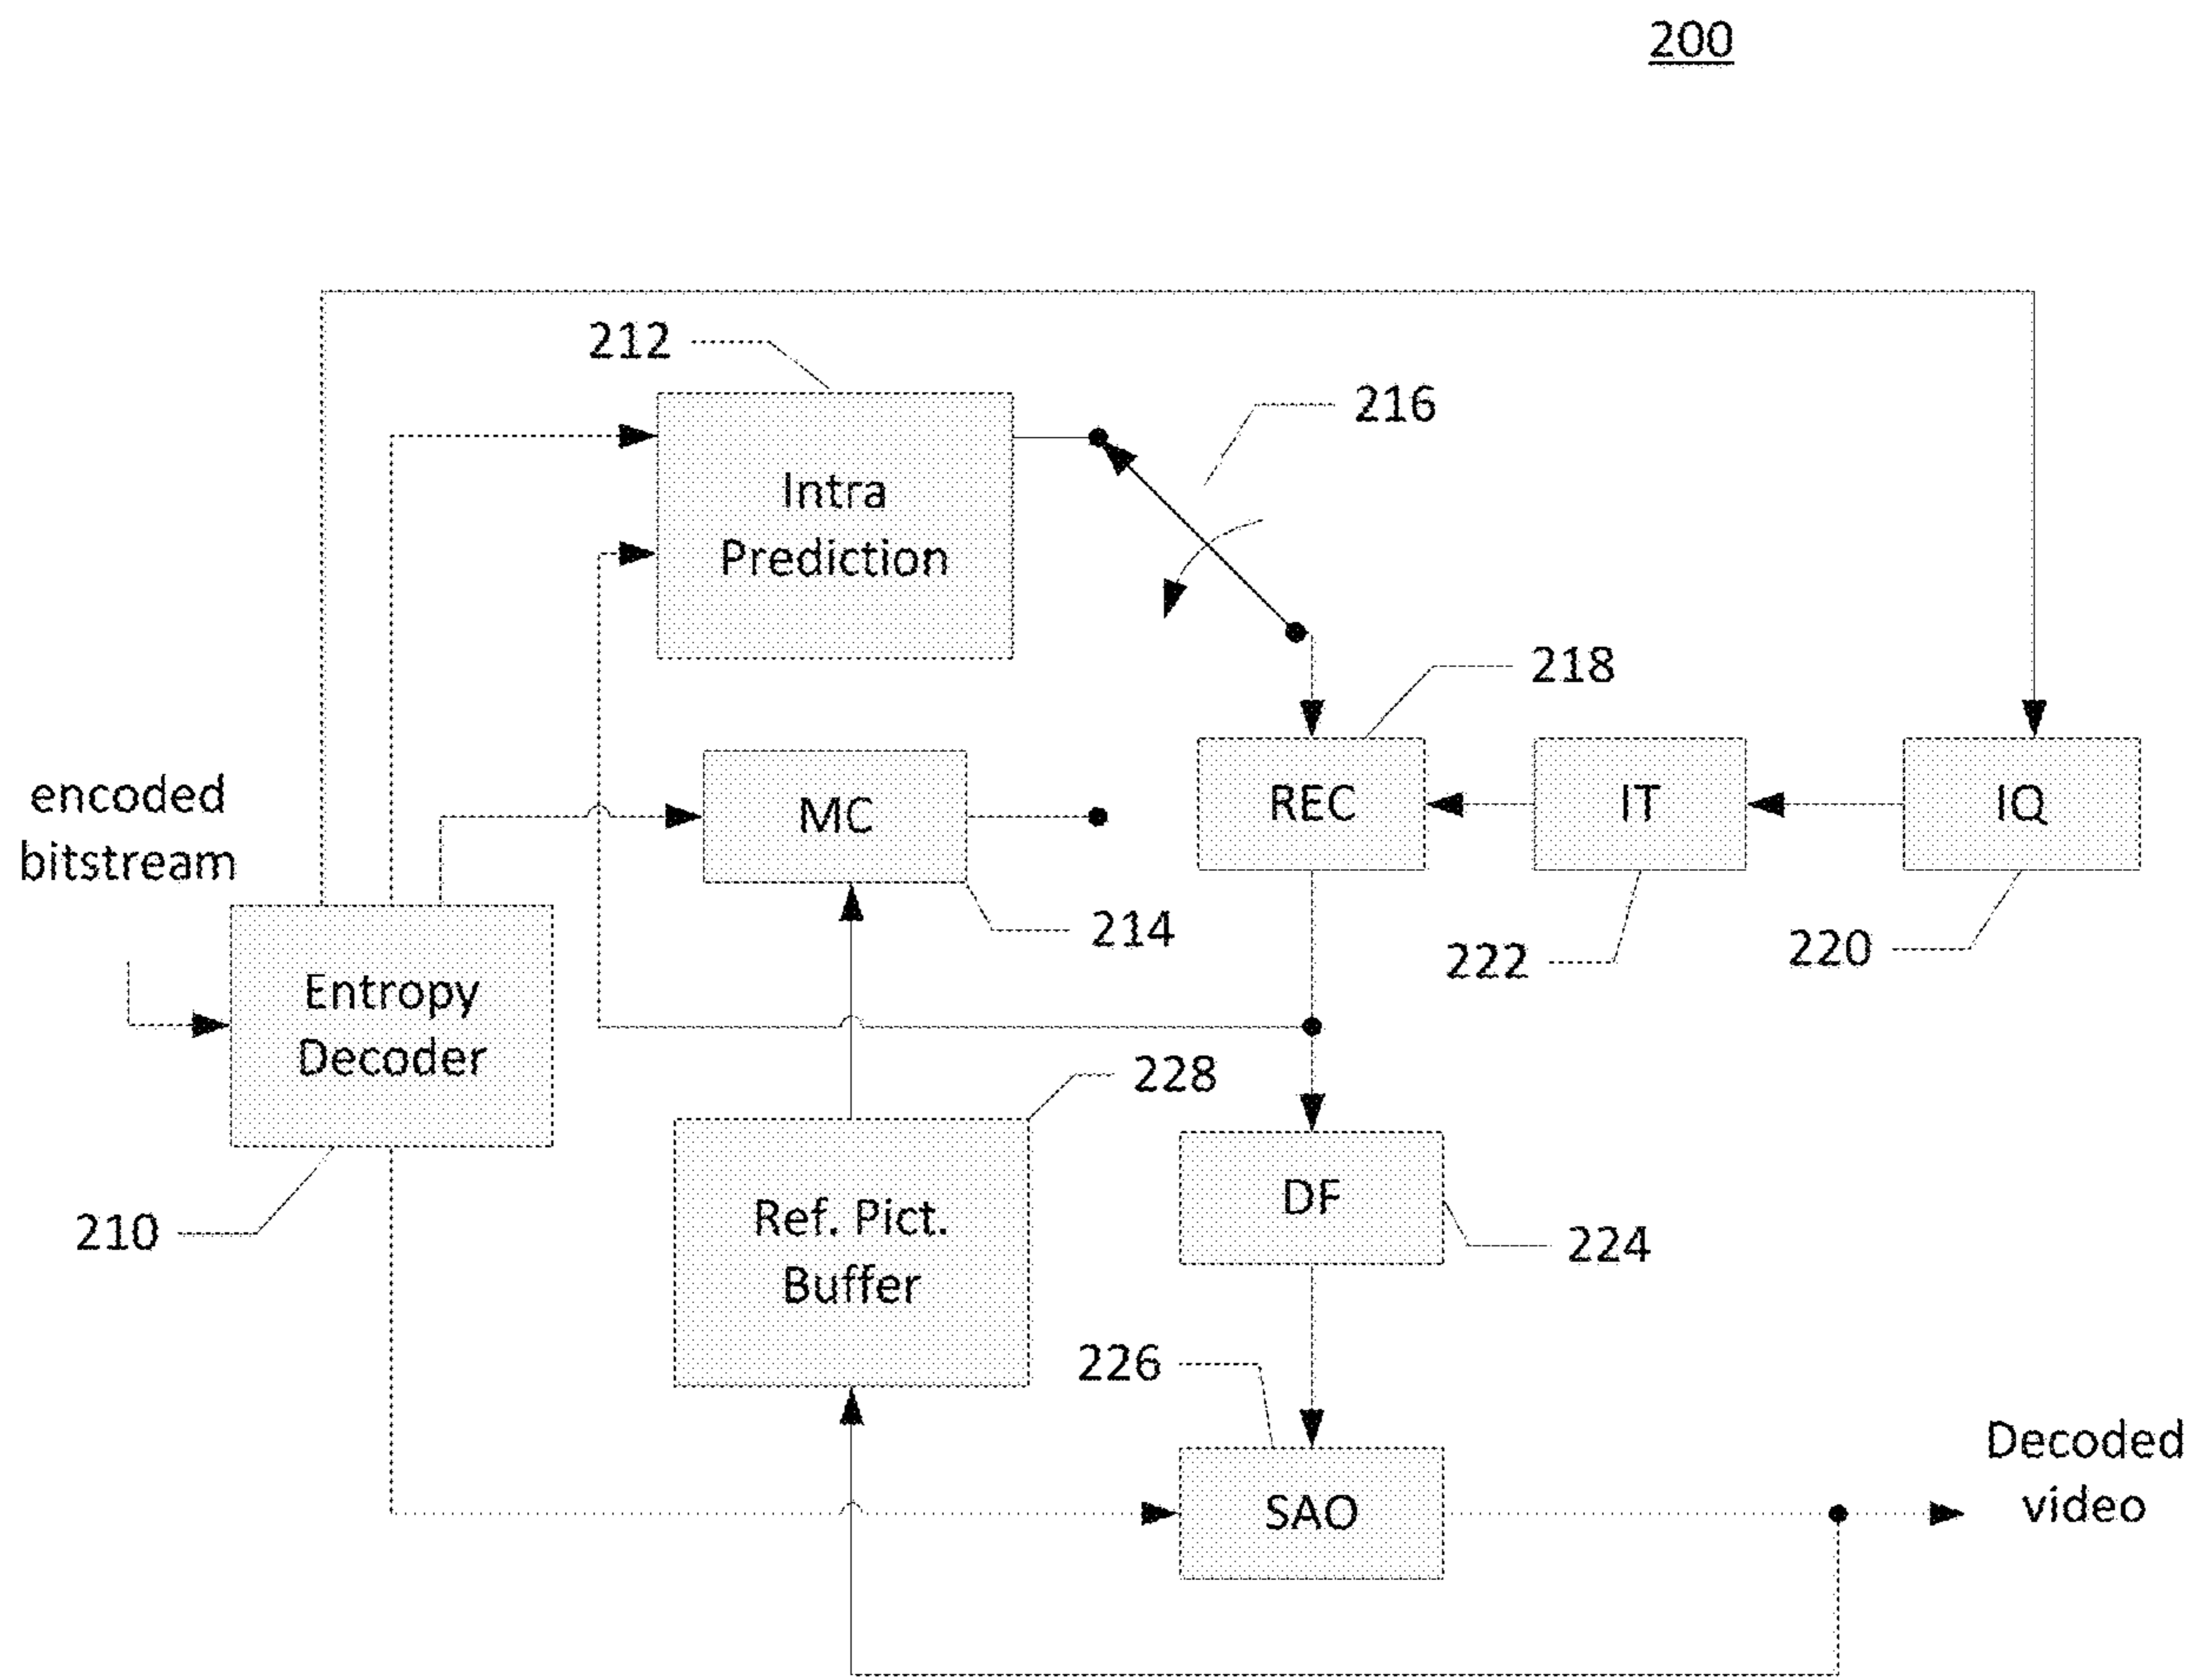 200
212
216
Intra
Prediction
218
encoded
bitstream
MC
REC
IT
IQ
214
222
220
Entropy
Decoder
228
210
Ref. Pict.
Buffer
DF
224
226
SAO
Decoded
video